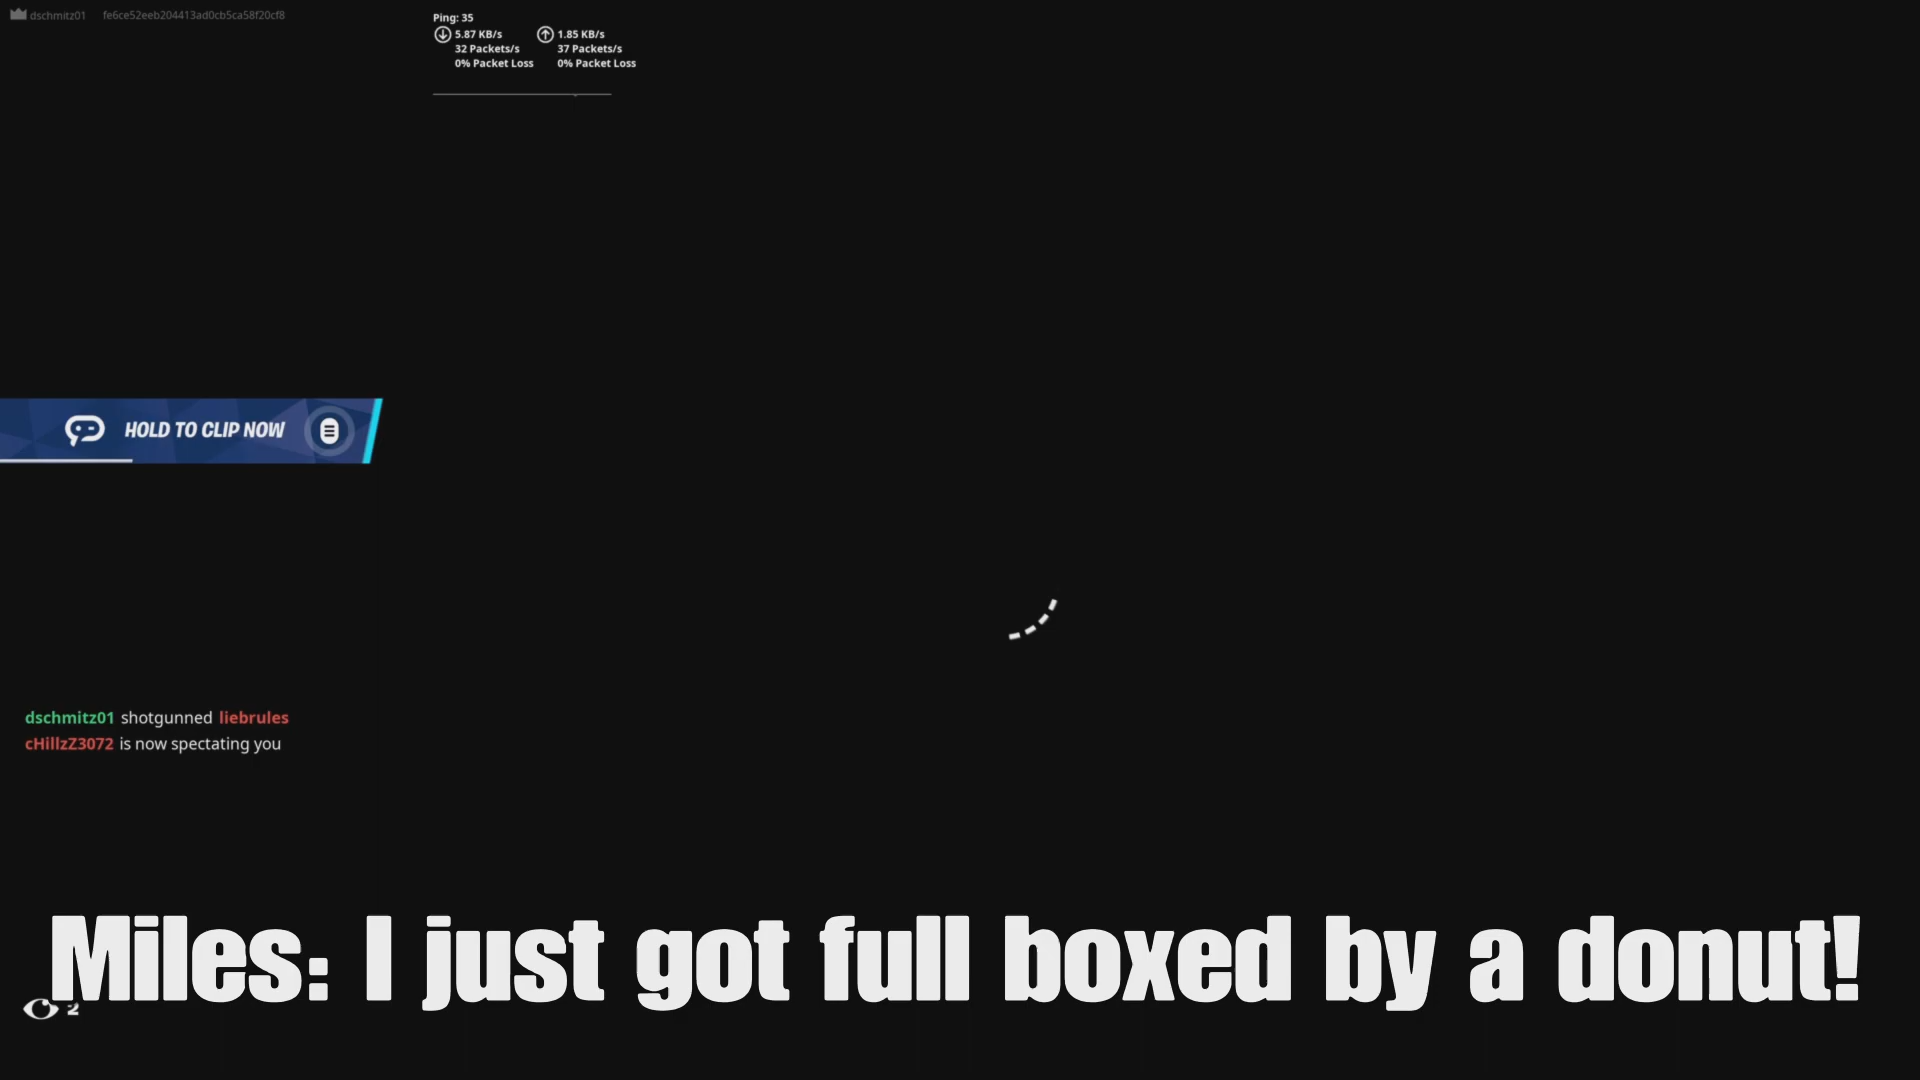 dschmitz01 fe6ce52eeb204413ad0cb5ca58f20cf8
Ping: 35
5.87 KB/s 1.85 KB/s
32 Packets/s 37 Packets/s
0% Packet Loss 0% Packet Loss
HOLD TO CLIP NOW
dschmitz01 shotgunned liebrules
cHillzZ3072 is now spectating you
Miles: I just got full boxed by a donut!
2